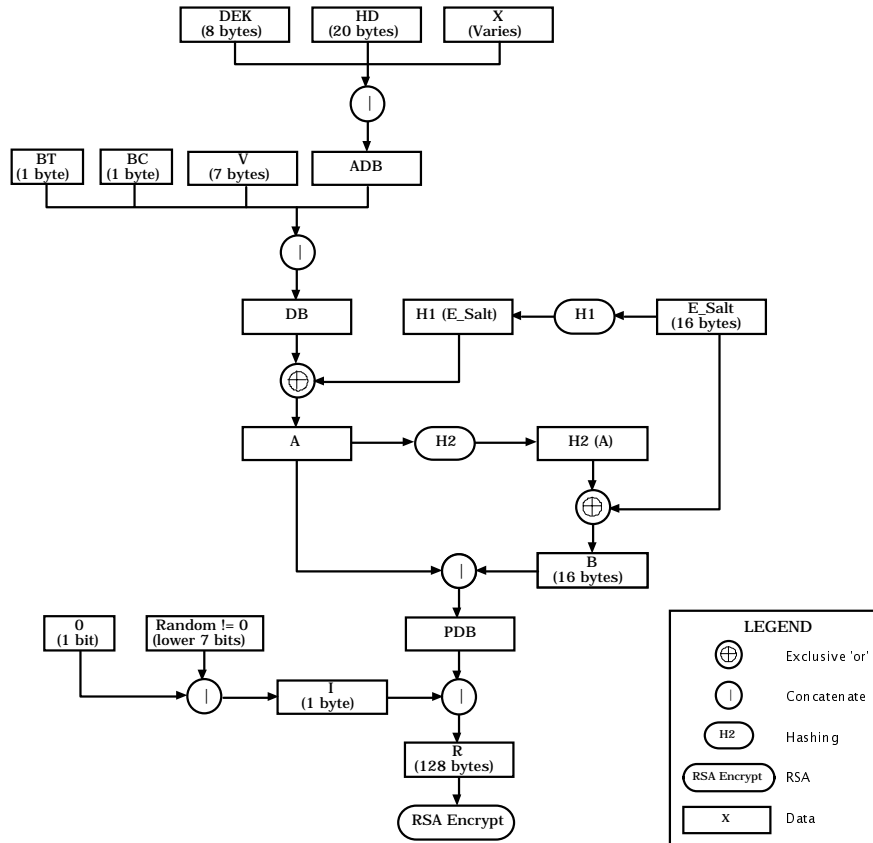 DEK
(8 bytes)
HD
(20 bytes)
X
(Varies)
|
ADB
BT
(1 byte)
BC
(1 byte)
V
(7 bytes)
|
DB
H1 (E_Salt)
H1
E_Salt
(16 bytes)
A
H2
H2 (A)
|
B
(16 bytes)
0
(1 bit)
Random != 0
(lower 7 bits)
PDB
|
I
(1 byte)
|
R
(128 bytes)
RSA Encrypt
LEGEND
Exclusive 'or'
|
Concatenate
H2
Hashing
RSA Encrypt
RSA
X
Data